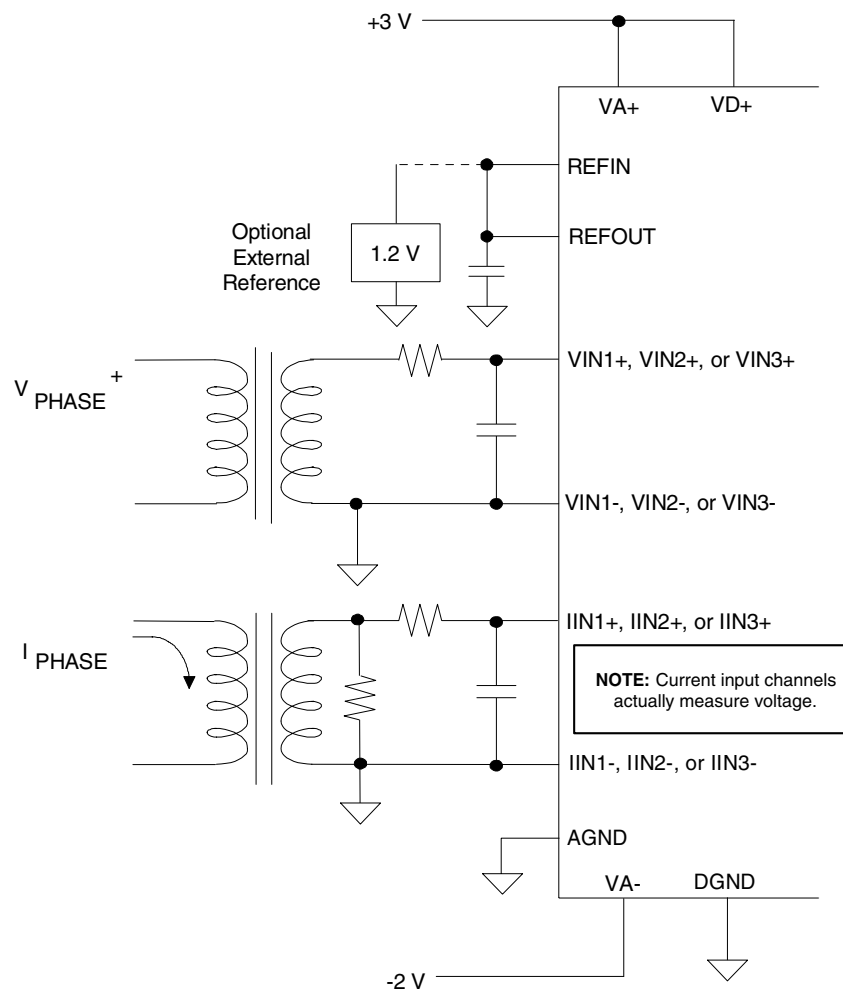 +3 V
VA+
VD+
REFIN
Optional
External
Reference
1.2 V
REFOUT
V PHASE +
VIN1+, VIN2+, or VIN3+
VIN1-, VIN2-, or VIN3-
I PHASE
IIN1+, IIN2+, or IIN3+
NOTE: Current input channels
actually measure voltage.
IIN1-, IIN2-, or IIN3-
AGND
VA-
DGND
-2 V